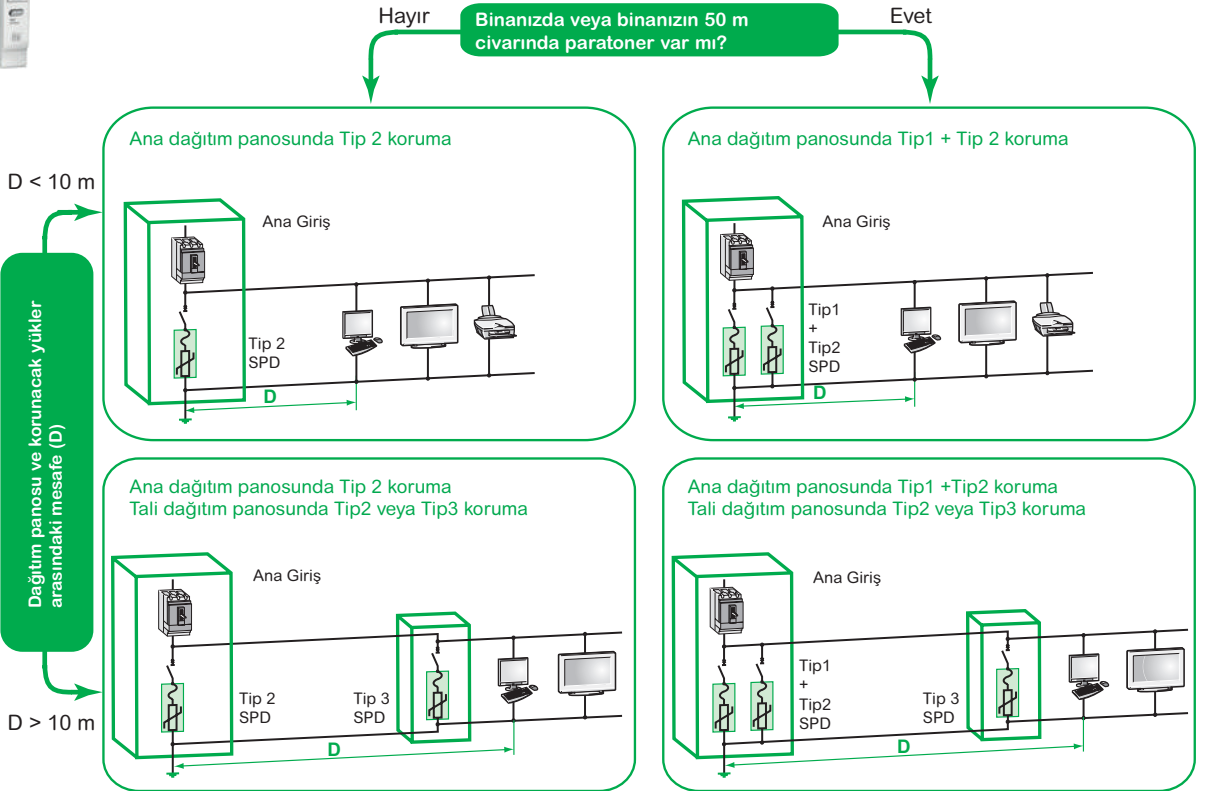 Hayır
Binanızda veya binanızın 50 m
civarında paratoner var mı?
Evet
D < 10 m
Dağıtım panosu ve korunacak yükler
arasındaki mesafe (D)
D > 10 m
Ana dağıtım panosunda Tip 2 koruma
Ana Giriş
Tip 2
SPD
D
Ana dağıtım panosunda Tip1 + Tip 2 koruma
Ana Giriş
Tip1
+
Tip2
SPD
D
Ana dağıtım panosunda Tip 2 koruma
Tali dağıtım panosunda Tip2 veya Tip3 koruma
Ana Giriş
Tip 2
SPD
Tip 3
SPD
D
Ana dağıtım panosunda Tip1 +Tip2 koruma
Tali dağıtım panosunda Tip2 veya Tip3 koruma
Ana Giriş
Tip1
+
Tip2
SPD
Tip 3
SPD
D